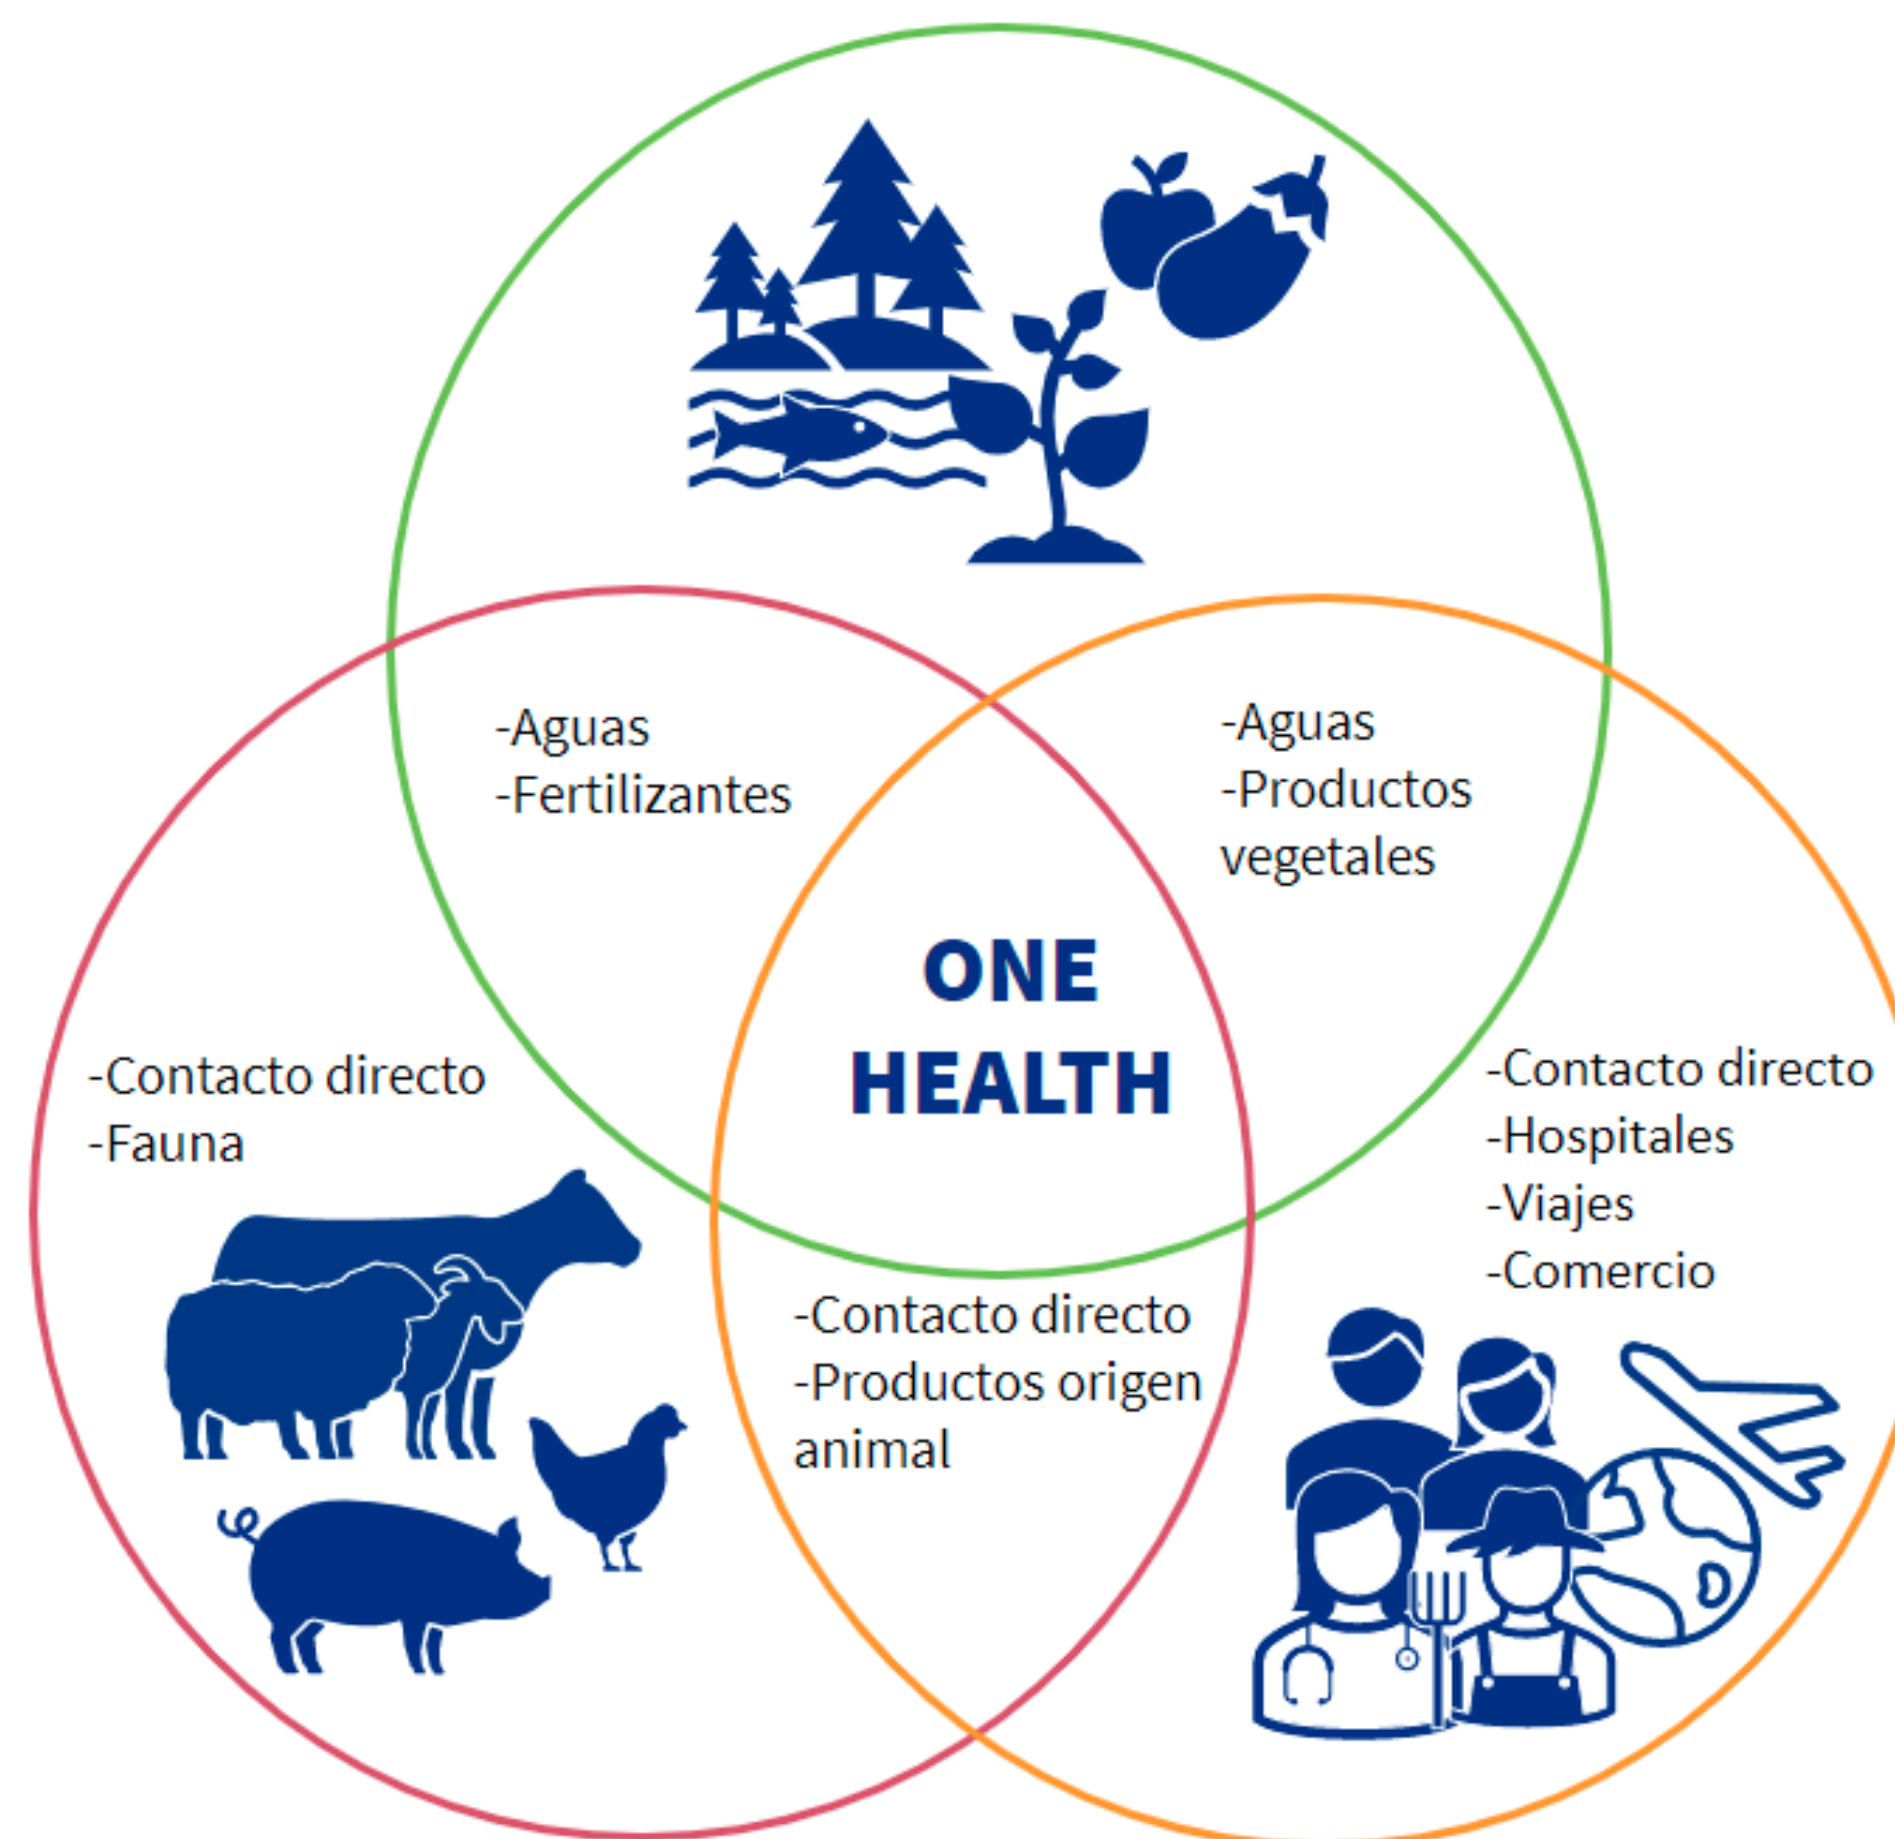 -Aguas
-Fertilizantes
-Aguas
-Productos
vegetales
ONE
HEALTH
-Contacto directo
-Fauna
-Contacto directo
-Hospitales
-Viajes
-Comercio
-Contacto directo
-Productos origen
animal